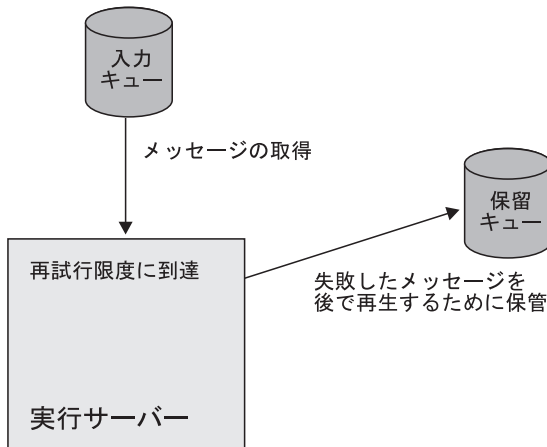 入力
キュー
メッセージの取得
保留
キュー
再試行限度に到達
失敗したメッセージを
後で再生するために保管
実行サーバー